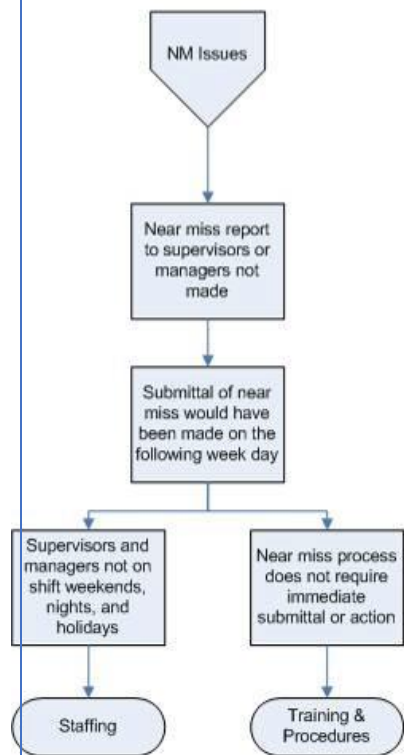 NM Issues
Near miss report
to supervisors or
managers not
made
Submittal of near
miss would have
been made on the
following week day
Supervisors and
managers not on
shift weekends,
nights, and
holidays
Near miss process
does not require
immediate
submittal or action
Staffing
Training &
Procedures